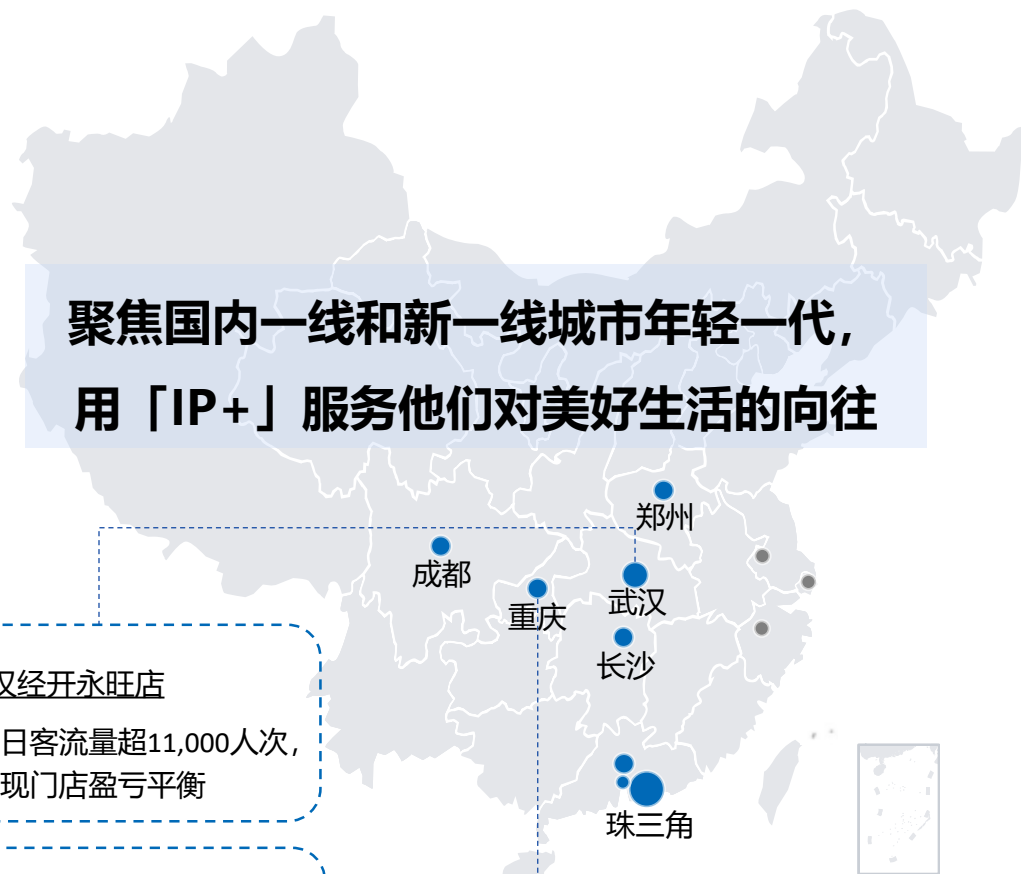 聚焦国内一线和新一线城市年轻一代，
用「IP+」服务他们对美好生活的向往
郑州
成都
武汉
重庆
长沙
汉经开永旺店
日客流量超11,000人次，
现门店盈亏平衡
珠三角